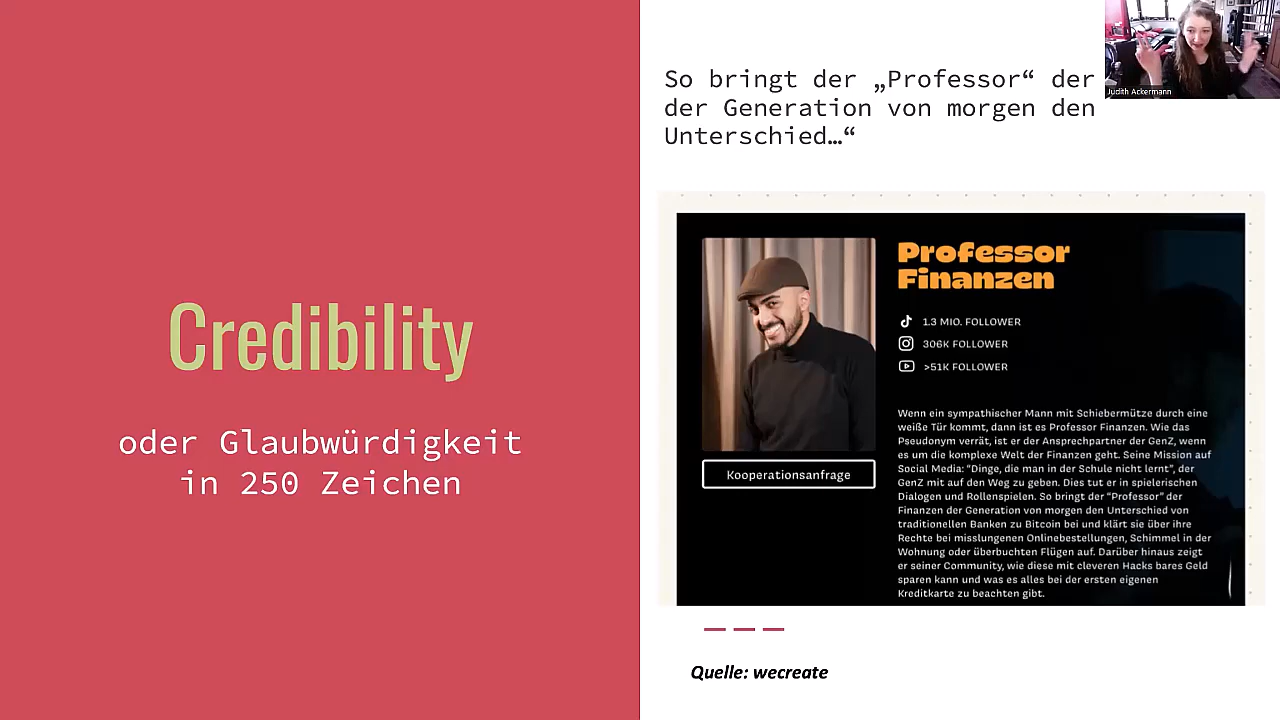 Credibility
oder Glaubwürdigkeit
in 250 Zeichen
So bringt der „Professor“ der
der Generation von morgen den
Unterschied…“
Judith Ackermann
Professor
Finanzen
1.3 MIO. FOLLOWER
306K FOLLOWER
>51K FOLLOWER
Kooperationsanfrage
Wenn ein sympathischer Mann mit Schiebermütze durch eine
weiße Tür kommt, dann ist es Professor Finanzen. Wie das
Pseudonym verrät, ist er der Ansprechpartner der GenZ, wenn
es um die komplexe Welt der Finanzen geht. Seine Mission auf
Social Media: “Dinge, die man in der Schule nicht lernt”, der
GenZ mit auf den Weg zu geben. Dies tut er in spielerischen
Dialogen und Rollenspielen. So bringt der “Professor” der
Finanzen der Generation von morgen den Unterschied von
traditionellen Banken zu Bitcoin bei und klärt sie über ihre
Rechte bei misslungenen Onlinebestellungen, Schimmel in der
Wohnung oder überbuchten Flügen auf. Darüber hinaus zeigt
er seiner Community, wie diese mit cleveren Hacks bares Geld
sparen kann und was es alles bei der ersten eigenen
Kreditkarte zu beachten gibt.
Quelle: wecreate